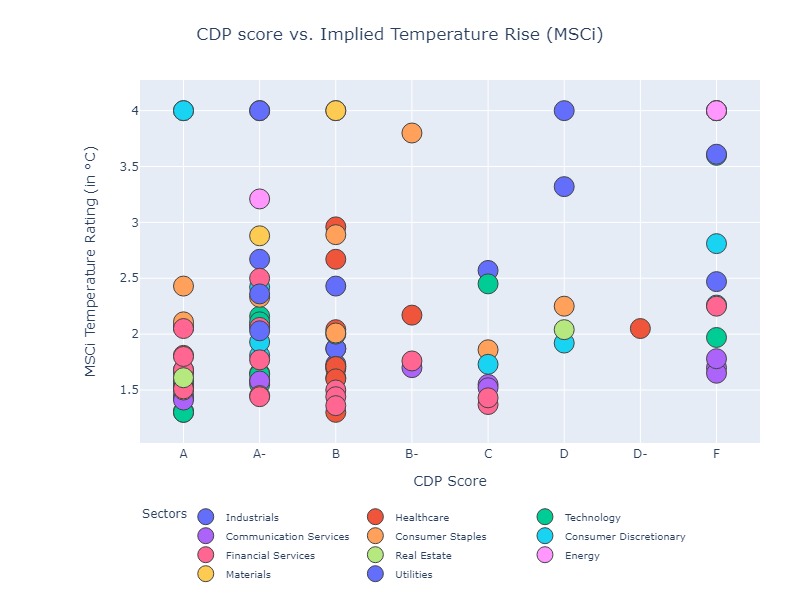 CDP score vs. Implied Temperature Rise (MSCi)
MSCi Temperature Rating (in °C)
4
3.5
3
2.5
2
1.5
A A- B B- C D D- F
CDP Score
Sectors
Industrials Healthcare Technology
Communication Services Consumer Staples Consumer Discretionary
Financial Services Real Estate Energy
Materials Utilities